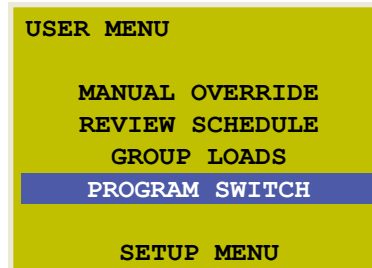 USER MENU
MANUAL OVERRIDE
REVIEW SCHEDULE
GROUP LOADS
PROGRAM SWITCH
SETUP MENU